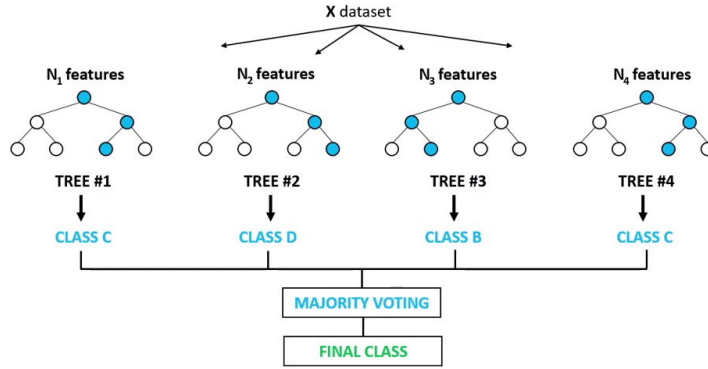 X dataset
N₁ features
N₂ features
N₃ features
N₄ features
TREE #1
TREE #2
TREE #3
TREE #4
CLASS C
CLASS D
CLASS B
CLASS C
MAJORITY VOTING
FINAL CLASS